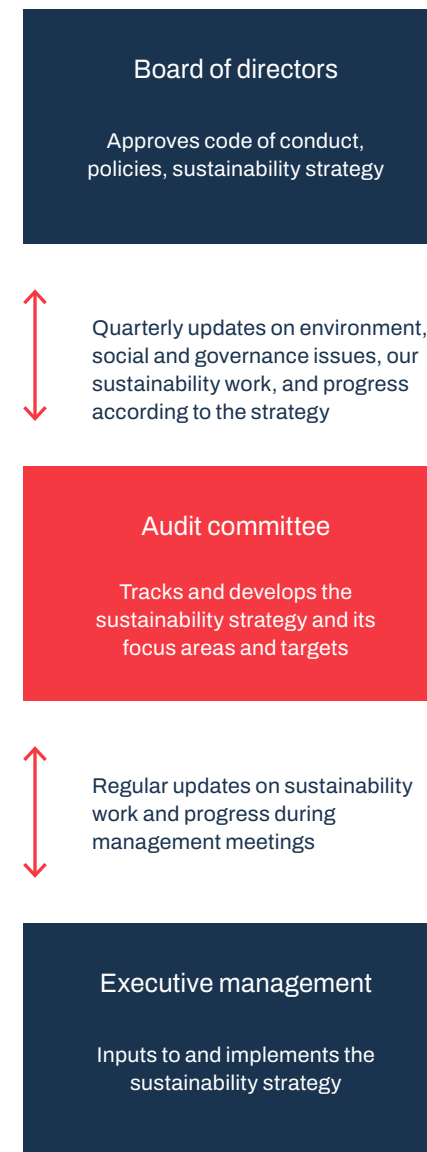 Board of directors
Approves code of conduct,
policies, sustainability strategy
Quarterly updates on environment,
social and governance issues, our
sustainability work, and progress
according to the strategy
Audit committee
Tracks and develops the
sustainability strategy and its
focus areas and targets
Regular updates on sustainability
work and progress during
management meetings
Executive management
Inputs to and implements the
sustainability strategy